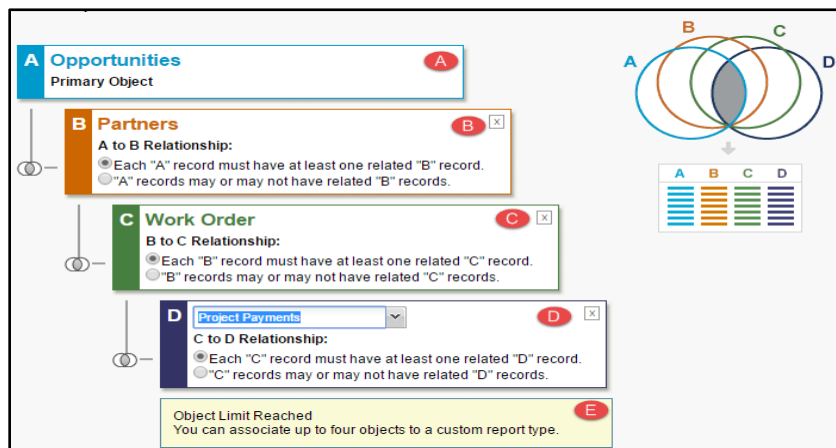 A Opportunities A
Primary Object
B Partners B x
A to B Relationship:
Each "A" record must have at least one related "B" record.
"A" records may or may not have related "B" records.
C Work Order C x
B to C Relationship:
Each "B" record must have at least one related "C" record.
"B" records may or may not have related "C" records.
D Project Payments D x
C to D Relationship:
Each "C" record must have at least one related "D" record.
"C" records may or may not have related "D" records.
Object Limit Reached E
You can associate up to four objects to a custom report type.
A B C D
A B C D